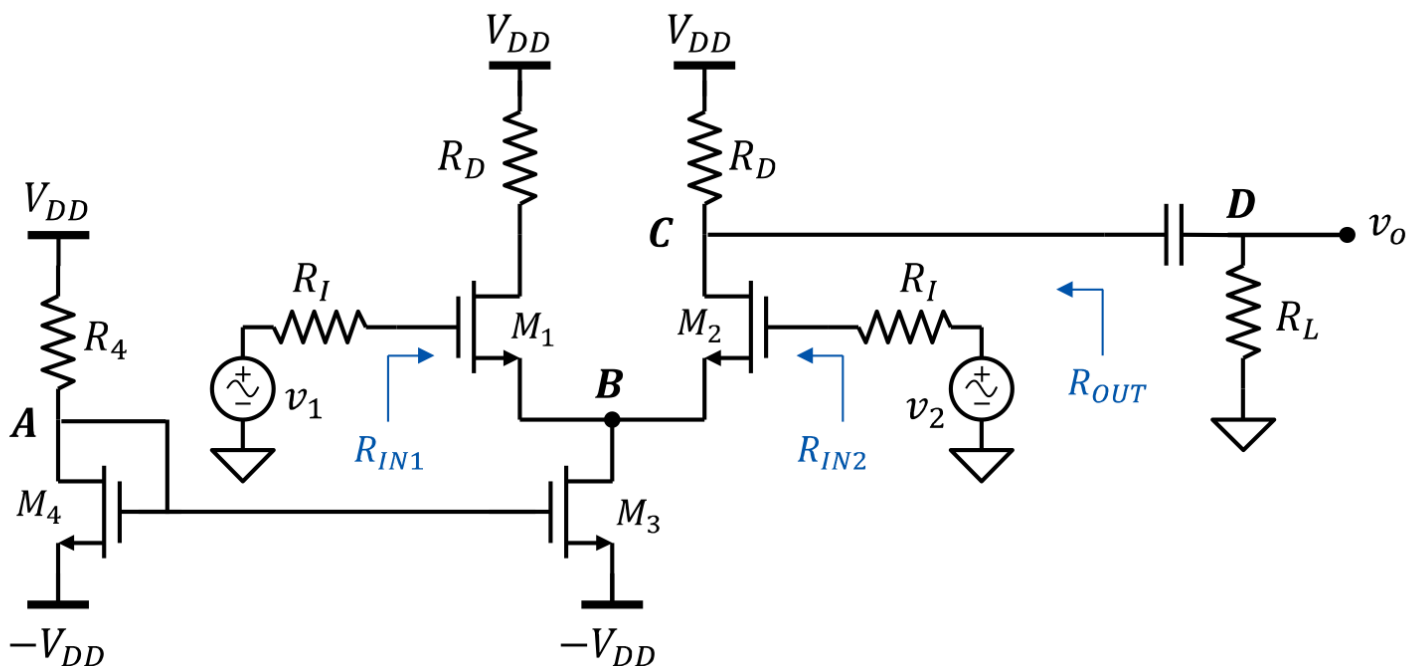 V_DD
V_DD
R_D
R_D
V_DD
C
D
v_o
R_I
R_I
R_4
M_1
M_2
R_L
A
v_1
B
v_2
R_OUT
R_IN1
R_IN2
M_4
M_3
−V_DD
−V_DD